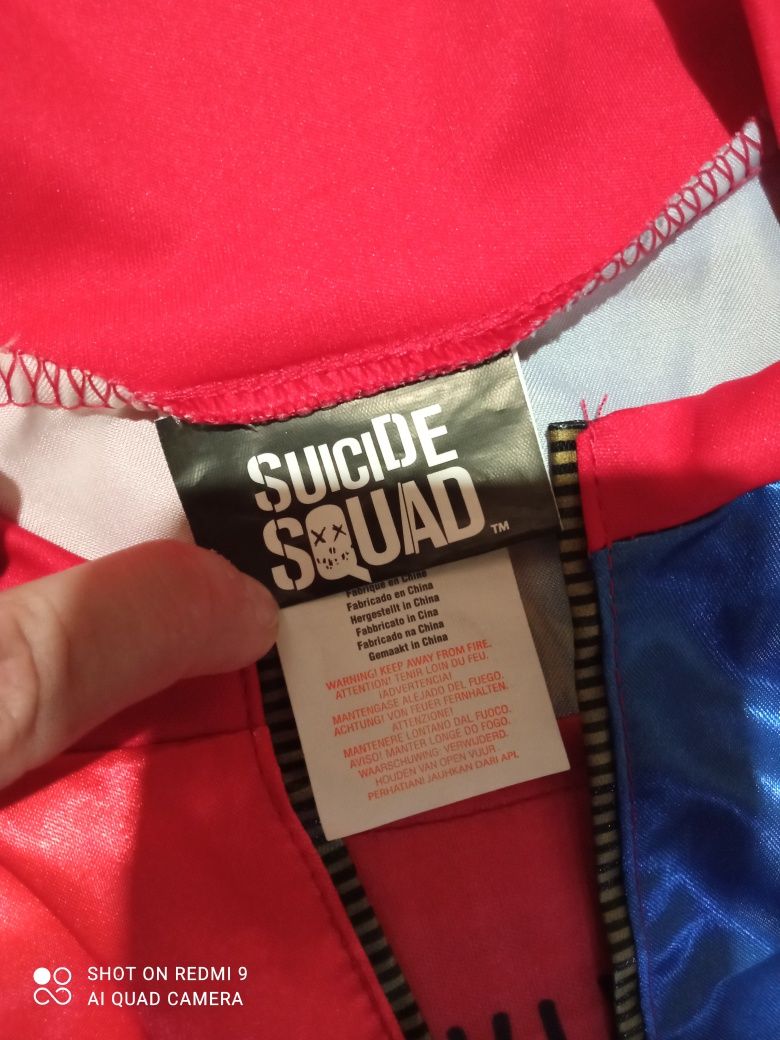 SUICIDE
SQUAD™
Fabriqué en Chine
Fabricado en China
Hergestellt in China
Fabbricato in Cina
Fabricado na China
Gemaakt in China
WARNING! KEEP AWAY FROM FIRE.
ATTENTION! TENIR LOIN DU FEU.
¡ADVERTENCIA!
MANTENGASE ALEJADO DEL FUEGO.
ACHTUNG! VON FEUER FERNHALTEN.
ATTENZIONE!
MANTENERE LONTANO DAL FUOCO.
AVISO! MANTER LONGE DO FOGO.
WAARSCHUWING: VERWIJDERD.
HOUDEN VAN OPEN VUUR.
PERHATIAN! JAUHKAN DARI API.
SHOT ON REDMI 9
AI QUAD CAMERA